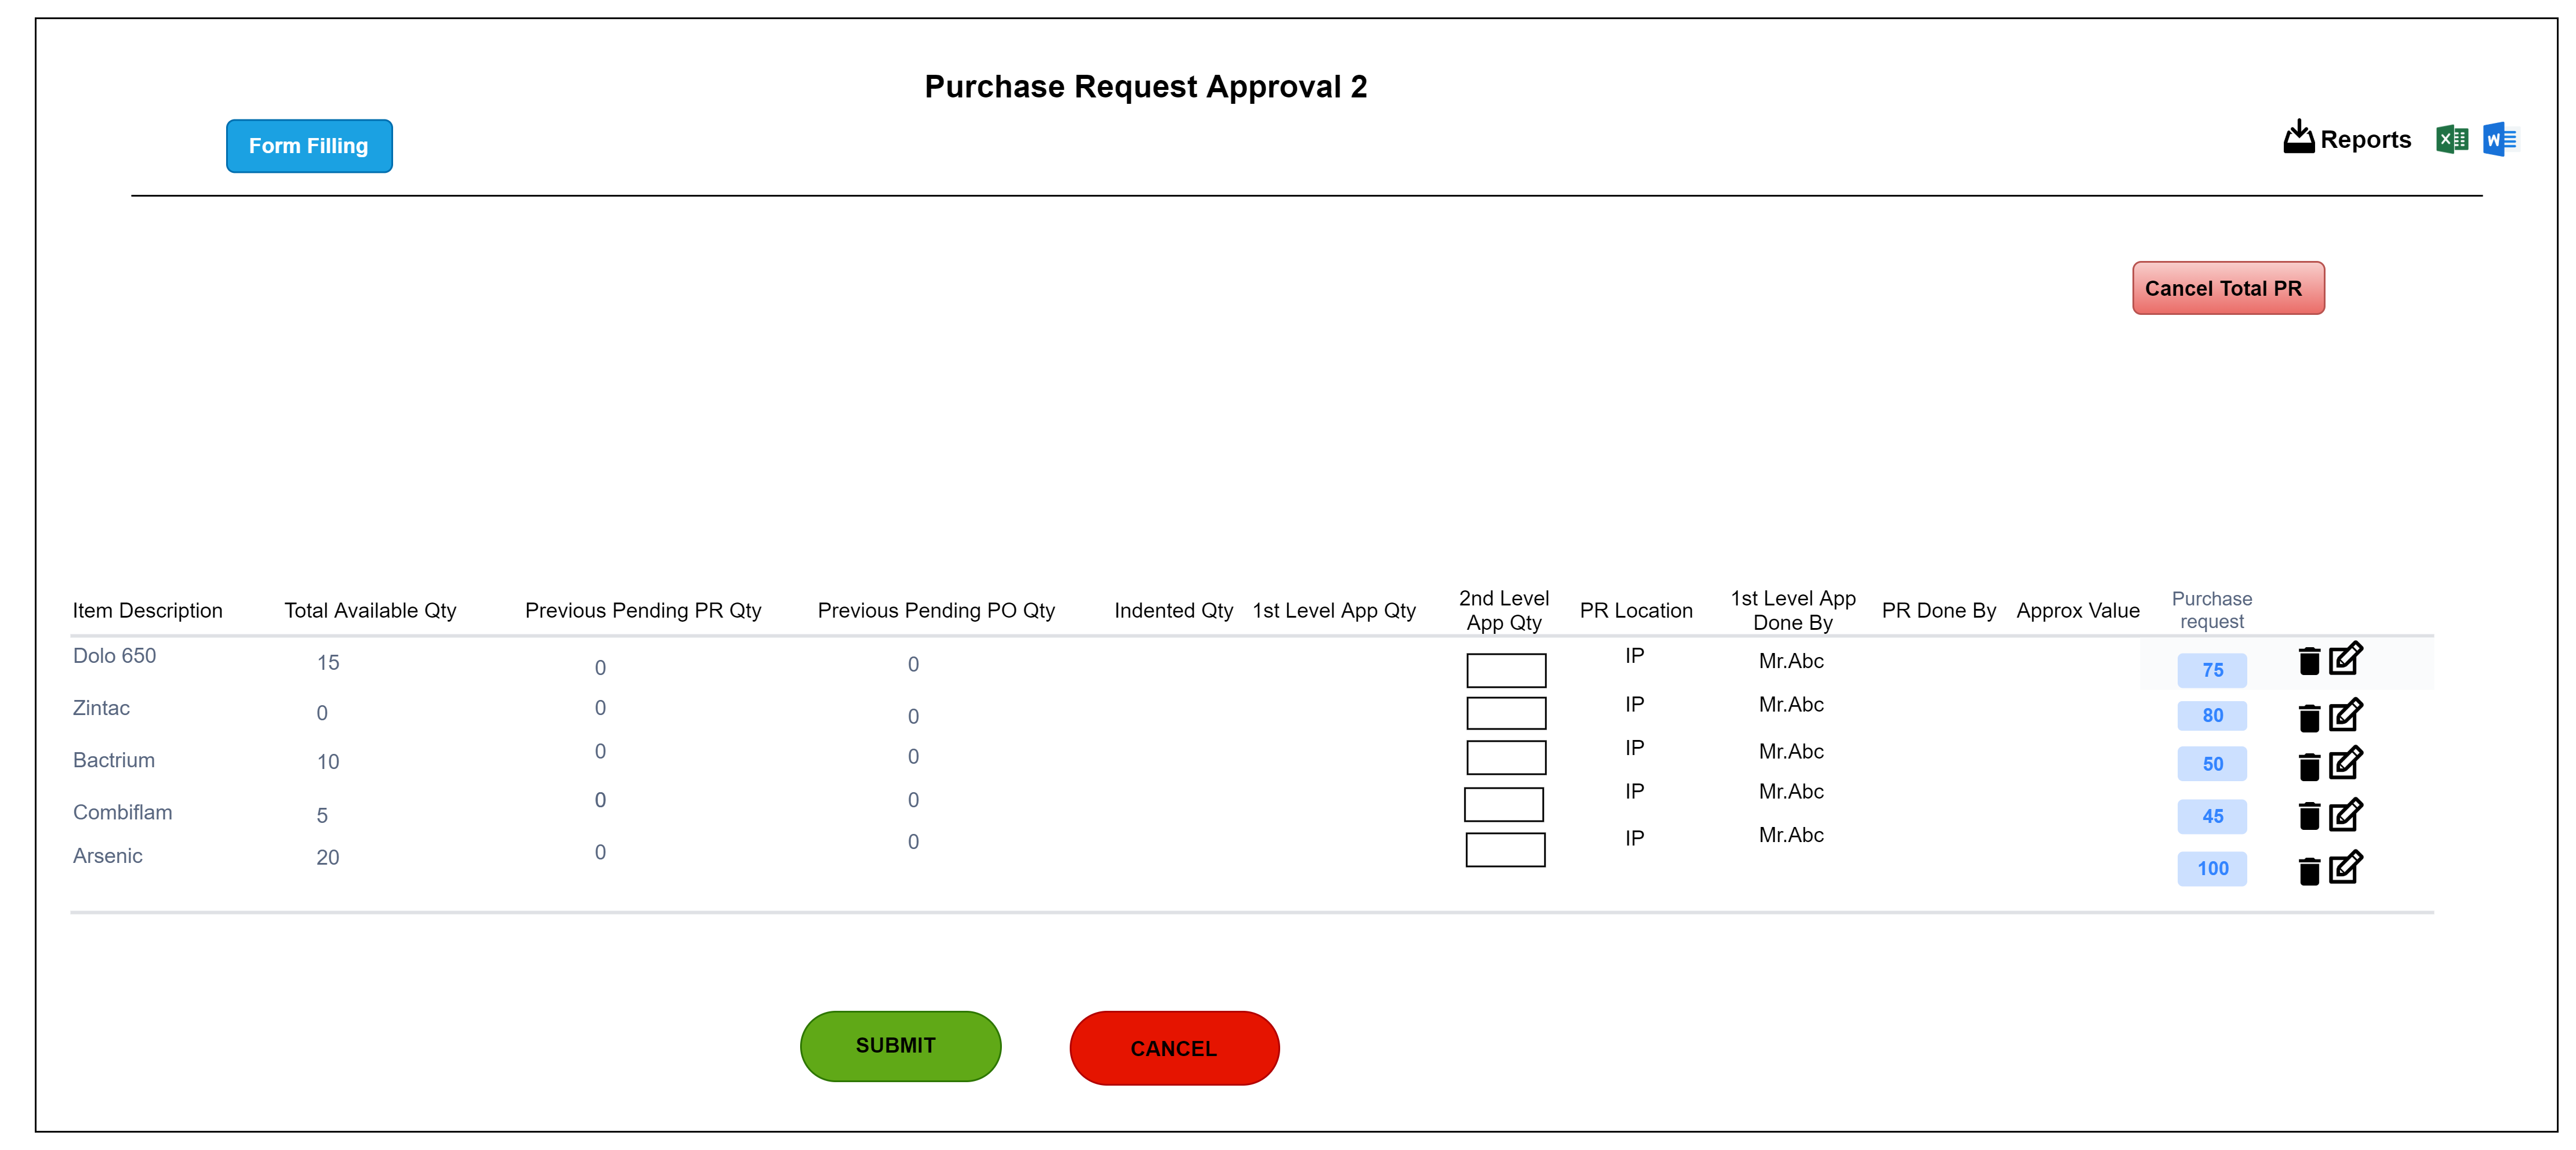 Purchase Request Approval 2
Form Filling
Reports
Cancel Total PR
Item Description Total Available Qty Previous Pending PR Qty Previous Pending PO Qty Indented Qty 1st Level App Qty 2nd Level App Qty PR Location 1st Level App Done By PR Done By Approx Value Purchase request
Dolo 650 15 0 0 IP Mr.Abc 75
Zintac 0 0 0 IP Mr.Abc 80
Bactrium 10 0 0 IP Mr.Abc 50
Combiflam 5 0 0 IP Mr.Abc 45
Arsenic 20 0 0 IP Mr.Abc 100
SUBMIT CANCEL